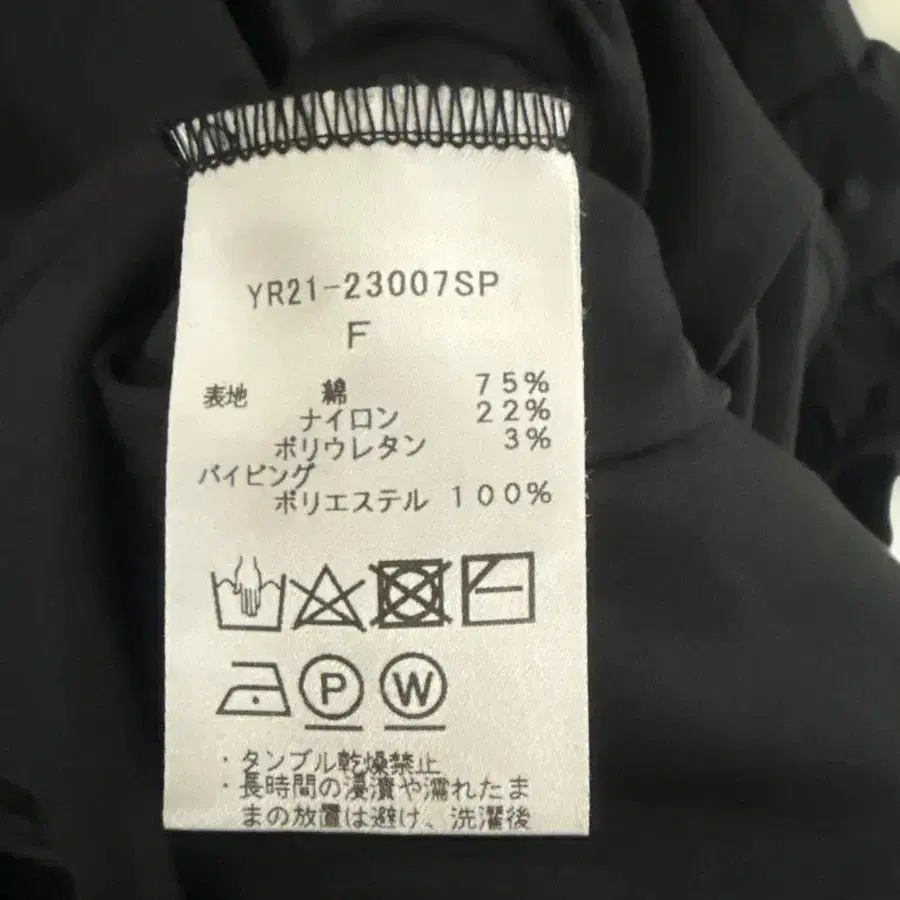 YR21-23007SP
F
表地 綿 75%
ナイロン 22%
ポリウレタン 3%
パイピング
ポリエステル 100%
P W
・タンブル乾燥禁止
・長時間の浸漬や濡れたま
まの放置は避け、洗濯後